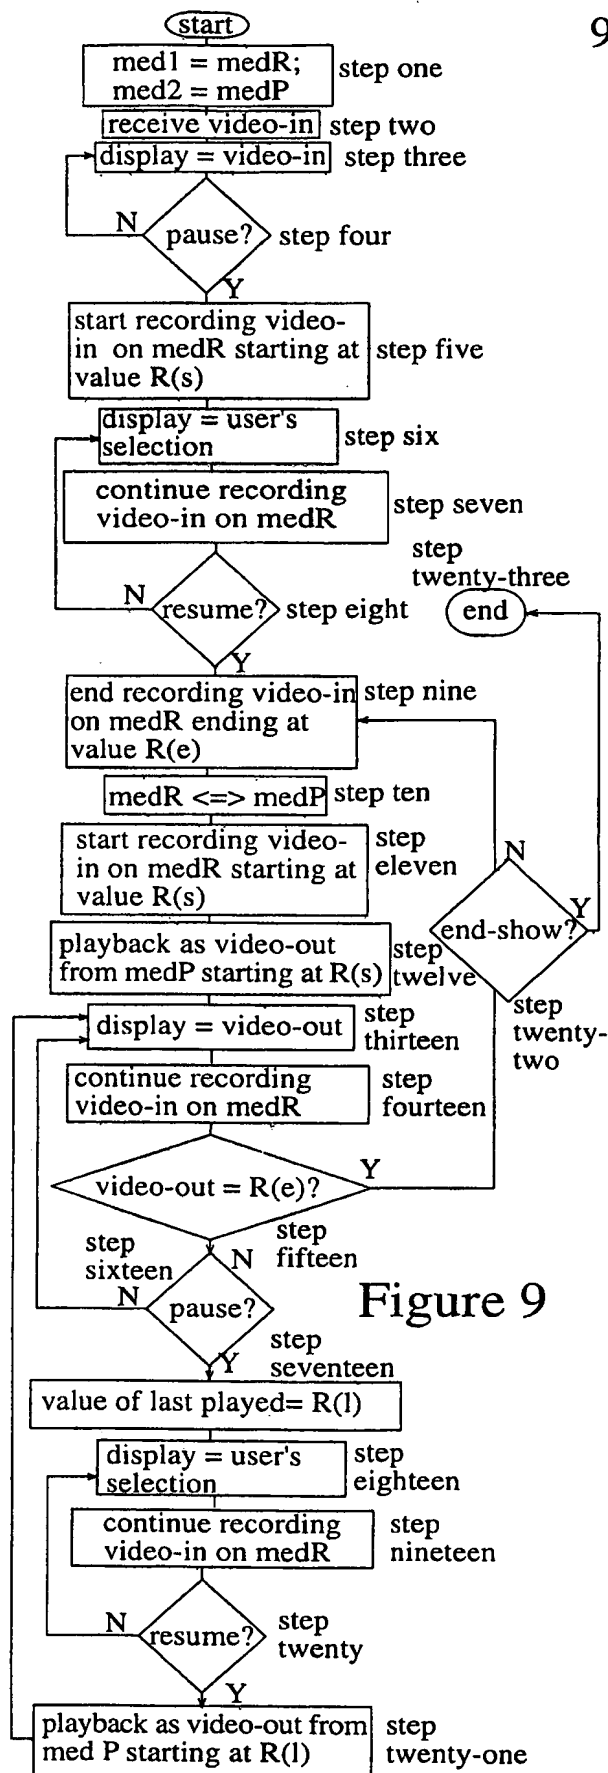 9
start
med1 = medR;
med2 = medP
step one
receive video-in
step two
display = video-in
step three
N
pause?
step four
Y
start recording video-
in on medR starting at
value R(s)
step five
display = user's
selection
step six
continue recording
video-in on medR
step seven
step
twenty-three
end
N
resume?
step eight
Y
end recording video-in
on medR ending at
value R(e)
step nine
medR <=> medP
step ten
start recording video-
in on medR starting at
value R(s)
step
eleven
N
Y
end-show?
step
twenty-
two
playback as video-out
from medP starting at R(s)
step
twelve
display = video-out
step
thirteen
continue recording
video-in on medR
step
fourteen
video-out = R(e)?
Y
step
fifteen
N
step
sixteen
N
pause?
Figure 9
Y
step
seventeen
value of last played= R(l)
display = user's
selection
step
eighteen
continue recording
video-in on medR
step
nineteen
N
resume?
step
twenty
Y
playback as video-out from
med P starting at R(l)
step
twenty-one